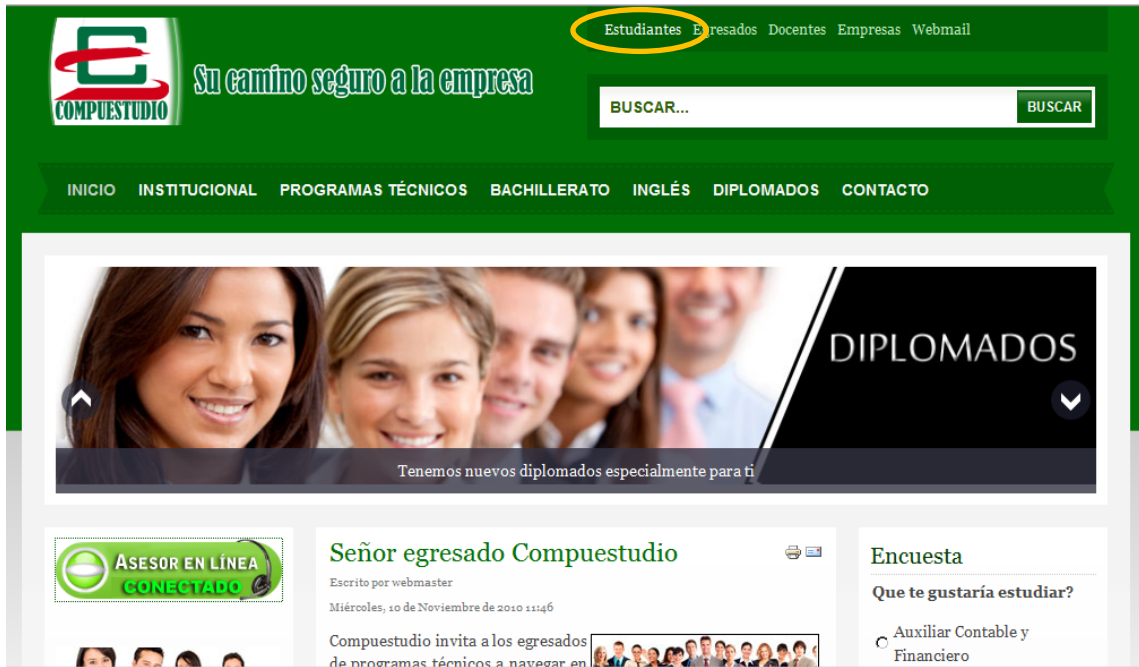 COMPUESTUDIO
Su camino seguro a la empresa
Estudiantes Egresados Docentes Empresas Webmail
BUSCAR...
BUSCAR
INICIO INSTITUCIONAL PROGRAMAS TÉCNICOS BACHILLERATO INGLÉS DIPLOMADOS CONTACTO
DIPLOMADOS
Tenemos nuevos diplomados especialmente para ti
ASESOR EN LÍNEA
CONECTADO
Señor egresado Compuestudio
Escrito por webmaster
Miércoles, 10 de Noviembre de 2010 11:46
Compuestudio invita a los egresados
de programas técnicos a navegar en
Encuesta
Que te gustaría estudiar?
Auxiliar Contable y
Financiero